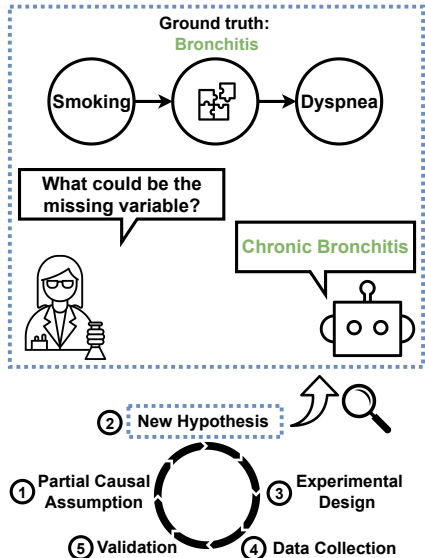 Ground truth:
Bronchitis
Smoking
Dyspnea
What could be the
missing variable?
Chronic Bronchitis
2 New Hypothesis
1 Partial Causal
Assumption
3 Experimental
Design
5 Validation
4 Data Collection